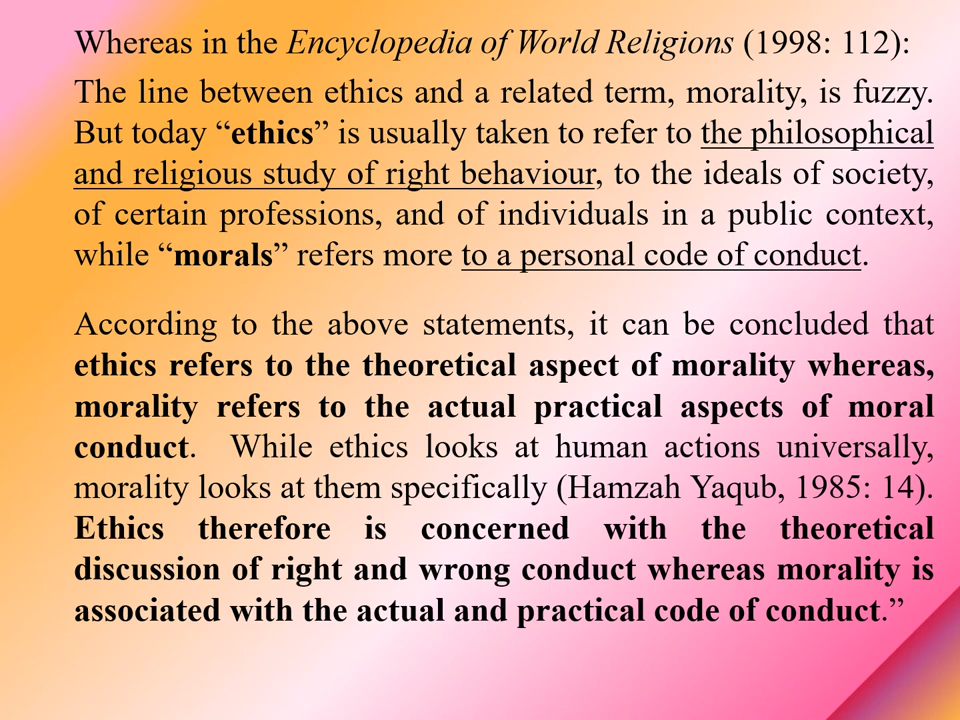 Whereas in the Encyclopedia of World Religions (1998: 112):
The line between ethics and a related term, morality, is fuzzy.
But today “ethics” is usually taken to refer to the philosophical
and religious study of right behaviour, to the ideals of society,
of certain professions, and of individuals in a public context,
while “morals” refers more to a personal code of conduct.
According to the above statements, it can be concluded that
ethics refers to the theoretical aspect of morality whereas,
morality refers to the actual practical aspects of moral
conduct. While ethics looks at human actions universally,
morality looks at them specifically (Hamzah Yaqub, 1985: 14).
Ethics therefore is concerned with the theoretical
discussion of right and wrong conduct whereas morality is
associated with the actual and practical code of conduct.”